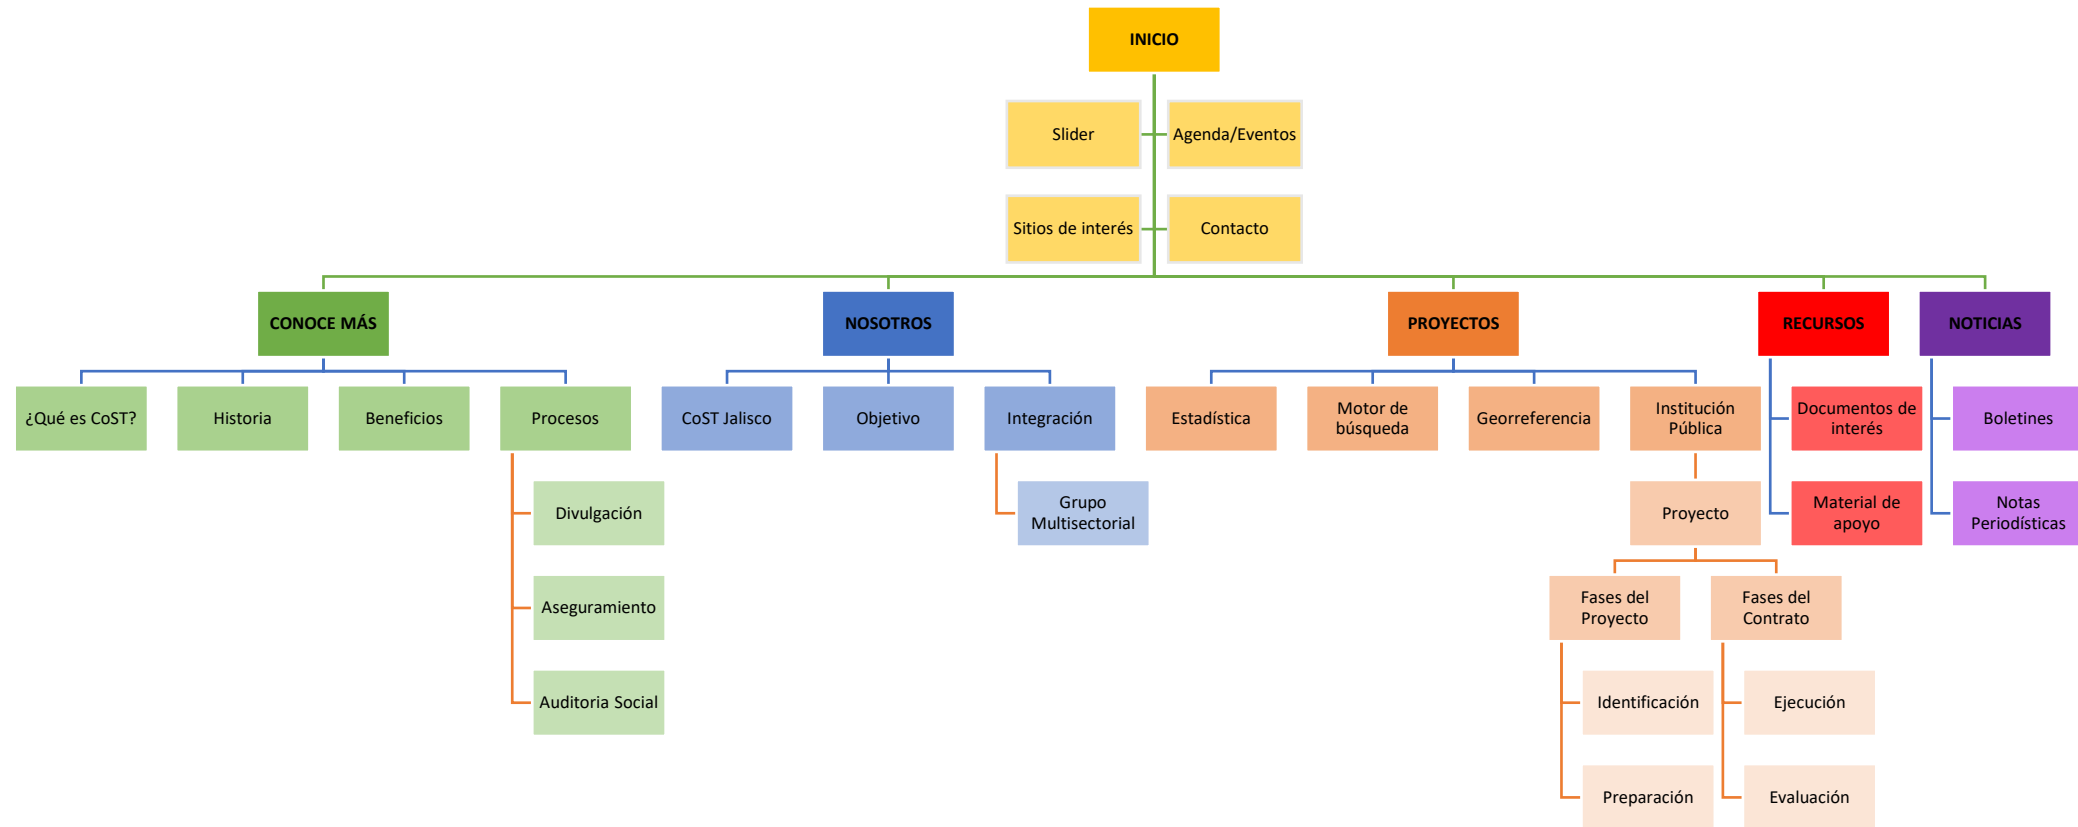 INICIO
Slider
Agenda/Eventos
Sitios de interés
Contacto
CONOCE MÁS
NOSOTROS
PROYECTOS
RECURSOS
NOTICIAS
¿Qué es CoST?
Historia
Beneficios
Procesos
CoST Jalisco
Objetivo
Integración
Estadística
Motor de
búsqueda
Georreferencia
Institución
Pública
Documentos de
interés
Boletines
Divulgación
Grupo
Multisectorial
Proyecto
Material de
apoyo
Notas
Periodísticas
Aseguramiento
Fases del
Proyecto
Fases del
Contrato
Auditoria Social
Identificación
Ejecución
Preparación
Evaluación